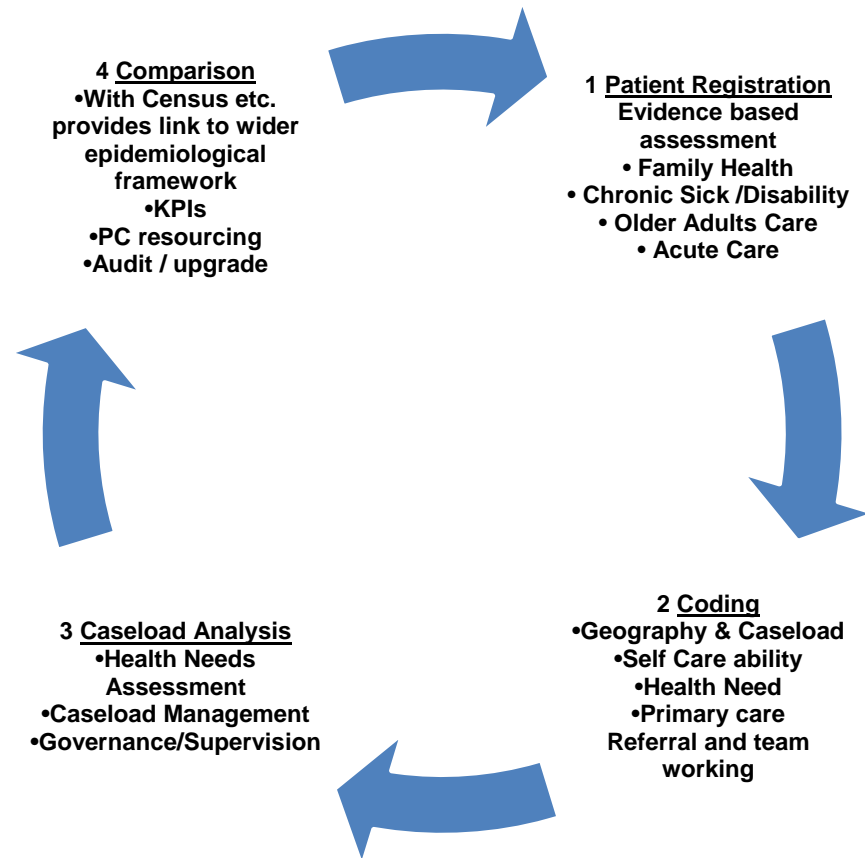 4 Comparison
•With Census etc.
provides link to wider
epidemiological
framework
•KPIs
•PC resourcing
•Audit / upgrade
1 Patient Registration
Evidence based
assessment
• Family Health
• Chronic Sick /Disability
• Older Adults Care
• Acute Care
3 Caseload Analysis
•Health Needs
Assessment
•Caseload Management
•Governance/Supervision
2 Coding
•Geography & Caseload
•Self Care ability
•Health Need
•Primary care
Referral and team
working